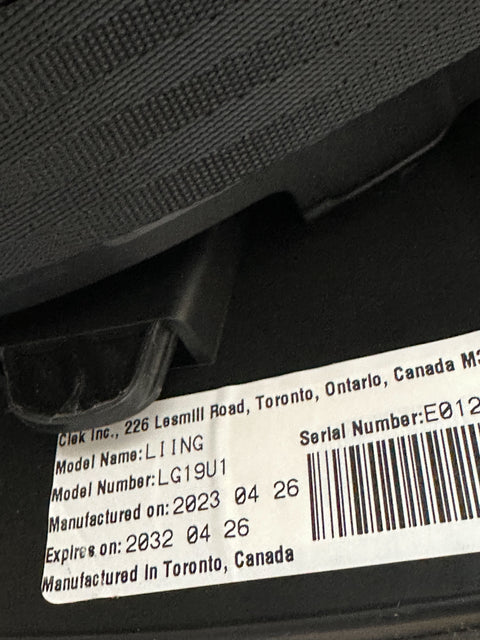 Clek Inc., 226 Lesmill Road, Toronto, Ontario, Canada
Model Name:LIING
Serial Number:E012
Model Number:LG19U1
Manufactured on:2023 04 26
Expires on:2032 04 26
Manufactured In Toronto, Canada